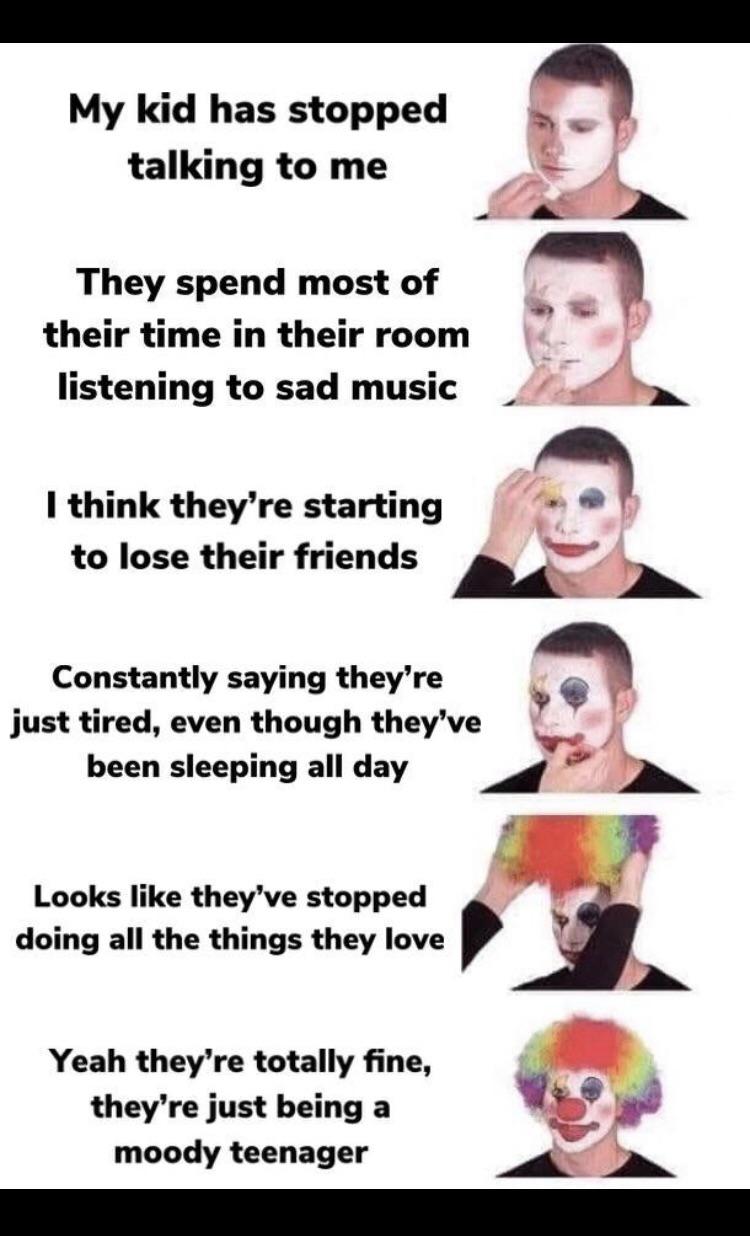 My kid has stopped
talking to me
They spend most of
their time in their room
listening to sad music
I think they’re starting
to lose their friends
Constantly saying they’re
just tired, even though they’ve
been sleeping all day
Looks like they’ve stopped
doing all the things they love
Yeah they’re totally fine,
they’re just being a
moody teenager